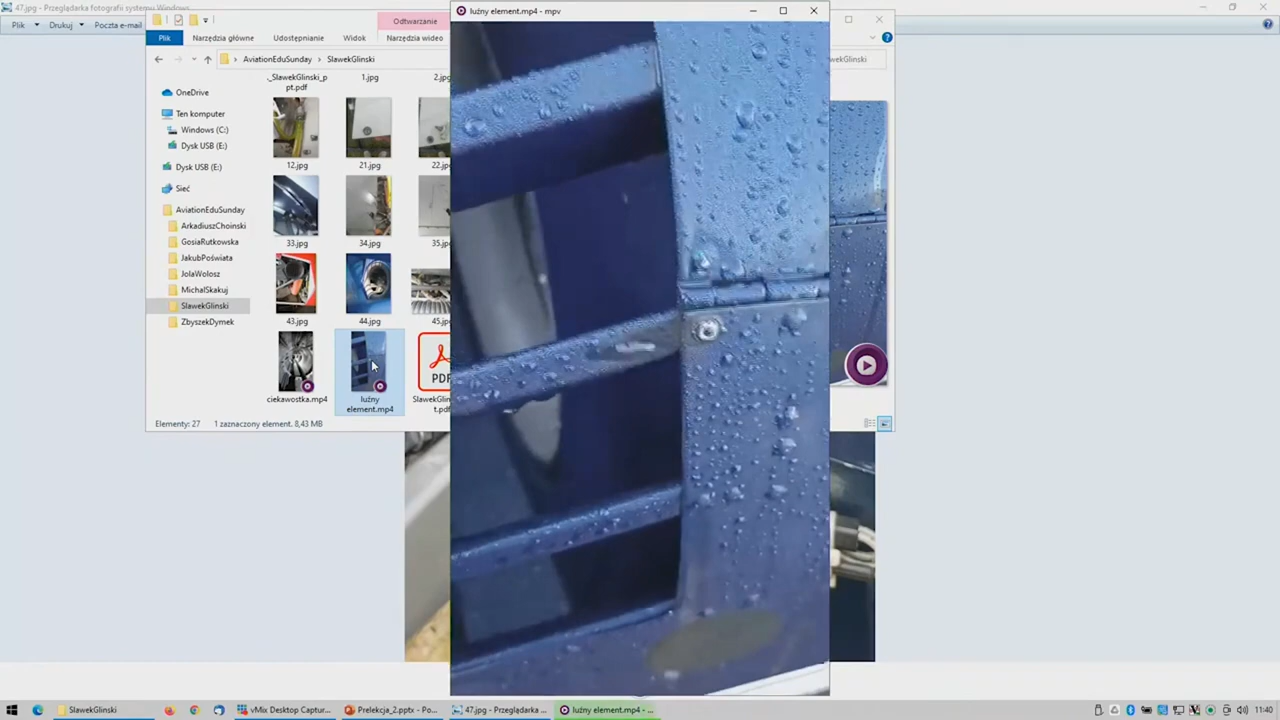 47.jpg - Przeglądarka fotografii systemu Windows
Plik
Drukuj
Poczta e-mail
Odtwarzanie
Plik
Narzędzia główne
Udostępnianie
Widok
Narzędzia wideo
AviationEduSunday
SlawekGlinski
OneDrive
Ten komputer
Windows (C:)
Dysk USB (E:)
Dysk USB (E:)
Sieć
AviationEduSunday
ArkadiuszChoinski
GosiaRutkowska
JakubPoświata
JolaWolosz
MichalSkakuj
SlawekGlinski
ZbyszekDymek
._SlawekGlinski_p
pt.pdf
1.jpg
2.jpg
12.jpg
21.jpg
22.j
33.jpg
34.jpg
35.j
43.jpg
44.jpg
45.j
ciekawostka.mp4
luźny
element.mp4
PDF
SlawekGlin
t.pdf
Elementy: 27
1 zaznaczony element. 8,43 MB
luźny element.mp4 - mpv
wekGlinski
SlawekGlinski
vMix Desktop Captur...
Prelekcja_2.pptx - Po...
47.jpg - Przeglądarka ...
luźny element.mp4 - ...
11:40